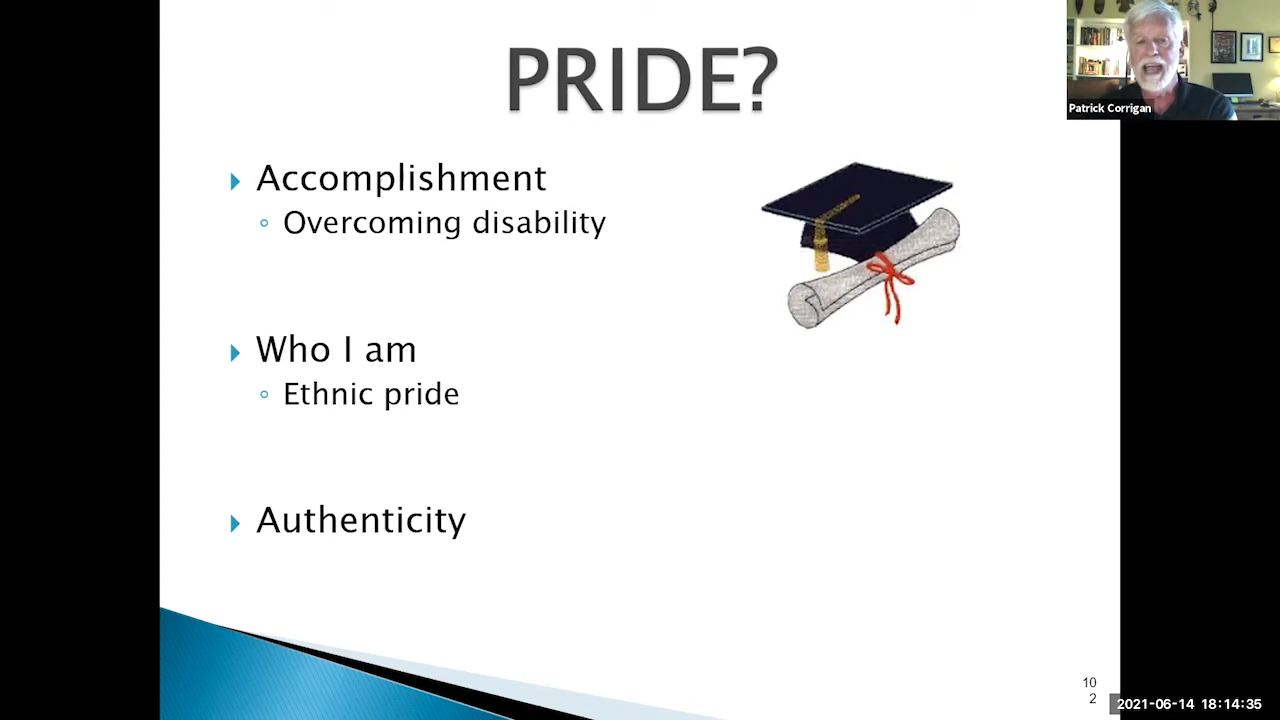 PRIDE?
Patrick Corrigan
Accomplishment
Overcoming disability
Who I am
Ethnic pride
Authenticity
10
2
2021-06-14 18:14:35